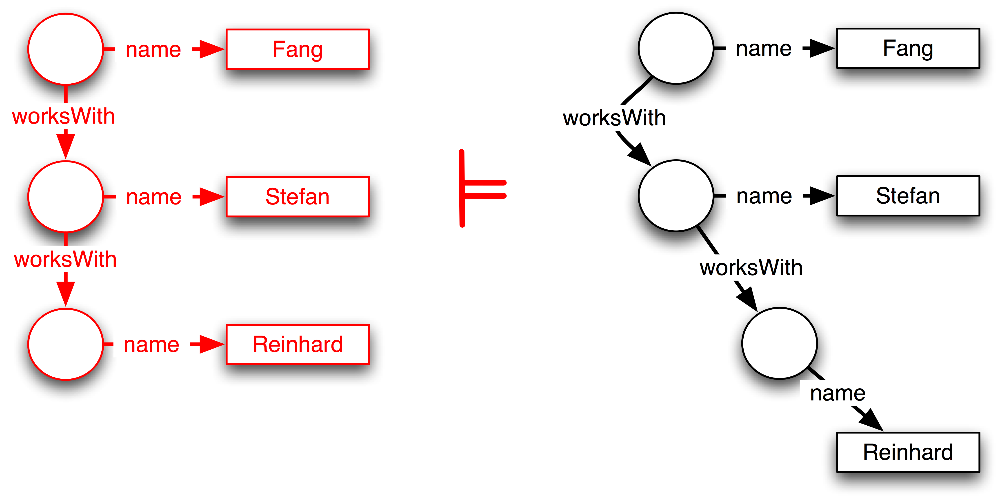 name Fang
worksWith
name Stefan
worksWith
name Reinhard
⊨
name Fang
worksWith
name Stefan
worksWith
name
Reinhard